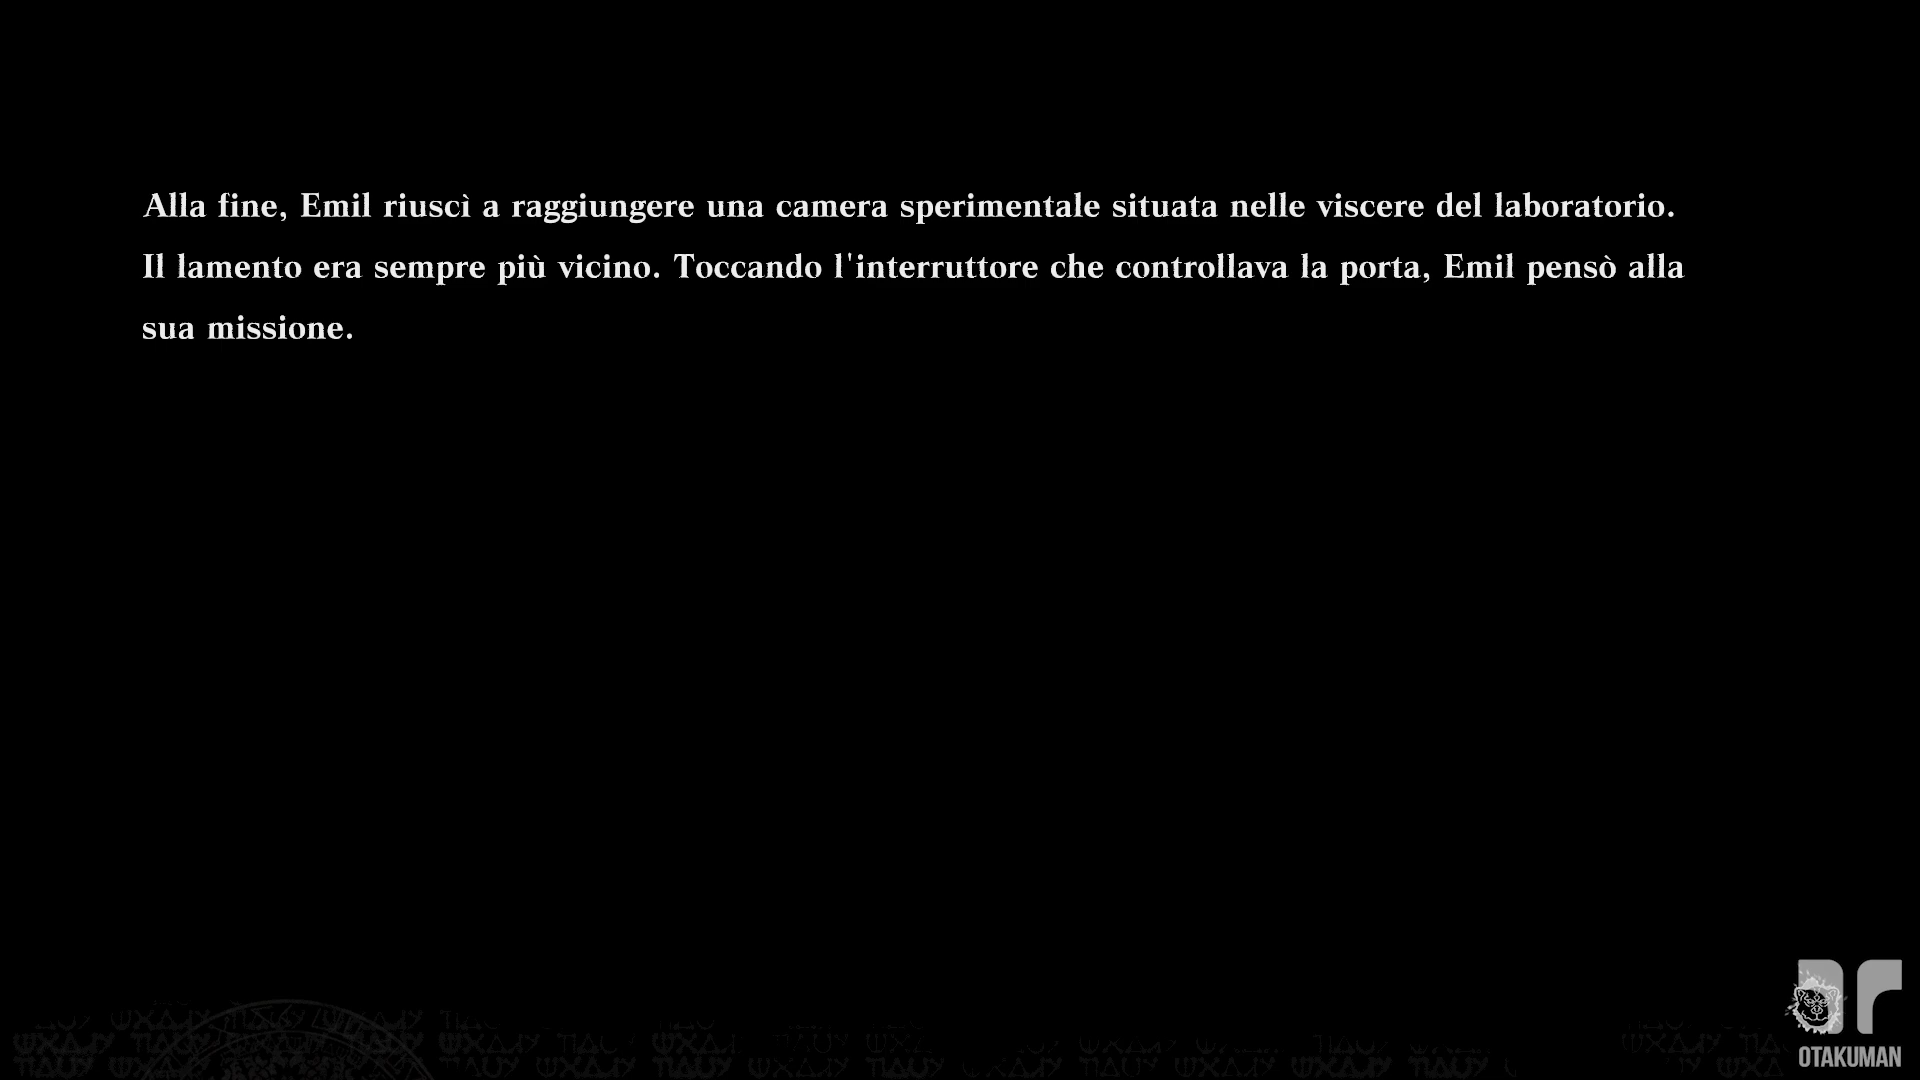 Alla fine, Emil riuscì a raggiungere una camera sperimentale situata nelle viscere del laboratorio.
Il lamento era sempre più vicino. Toccando l'interruttore che controllava la porta, Emil pensò alla
sua missione.
OTAKUMAN